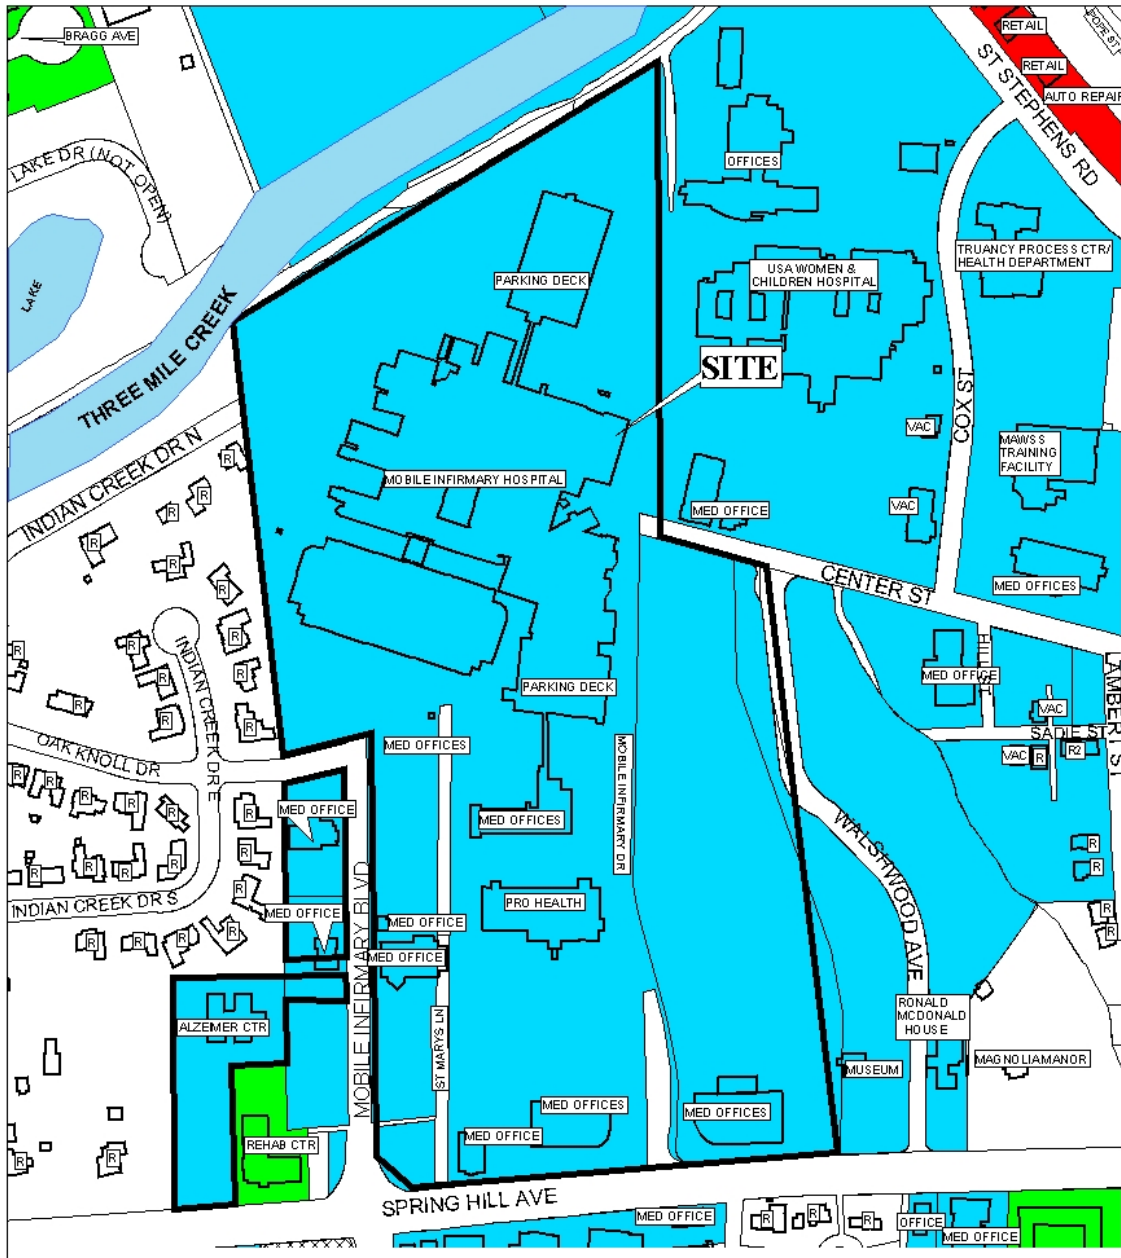 BRAGG AVE
RETAIL
POPE ST
RETAIL
ST STEPHENS RD
AUTO REPAIR
LAKE DR (NOT OPEN)
OFFICES
LAKE
THREE MILE CREEK
PARKING DECK
USA WOMEN &
CHILDREN HOSPITAL
TRUANCY PROCESS CTR/
HEALTH DEPARTMENT
SITE
COX ST
VAC
MAWSS
TRAINING
FACILITY
INDIAN CREEK DR N
R
R
R
R
R
R
MOBILE INFIRMARY HOSPITAL
MED OFFICE
VAC
MED OFFICES
CENTER ST
R
R
R
R
R
R
R
R
INDIAN CREEK DR E
PARKING DECK
MED OFFICE
HILL ST
LAMBERT ST
VAC
SADIE ST
VAC
R
R2
OAK KNOLL DR
MED OFFICES
MOBILE INFIRMARY DR
R
R
R
R
R
R
MED OFFICE
MED OFFICES
WALSHWOOD AVE
R
R
R
R
R
R
R
R
INDIAN CREEK DR S
R
PRO HEALTH
R
R
R
R
R
R
MED OFFICE
MED OFFICE
MED OFFICE
MOBILE INFIRMARY BLVD
ST MARYS LN
ALZEIMER CTR
RONALD
MCDONALD
HOUSE
MUSEUM
MAGNOLIA MANOR
MED OFFICES
MED OFFICES
MED OFFICE
REHAB CTR
R
R
SPRING HILL AVE
MED OFFICE
R
R
R
OFFICE
MED OFFICE